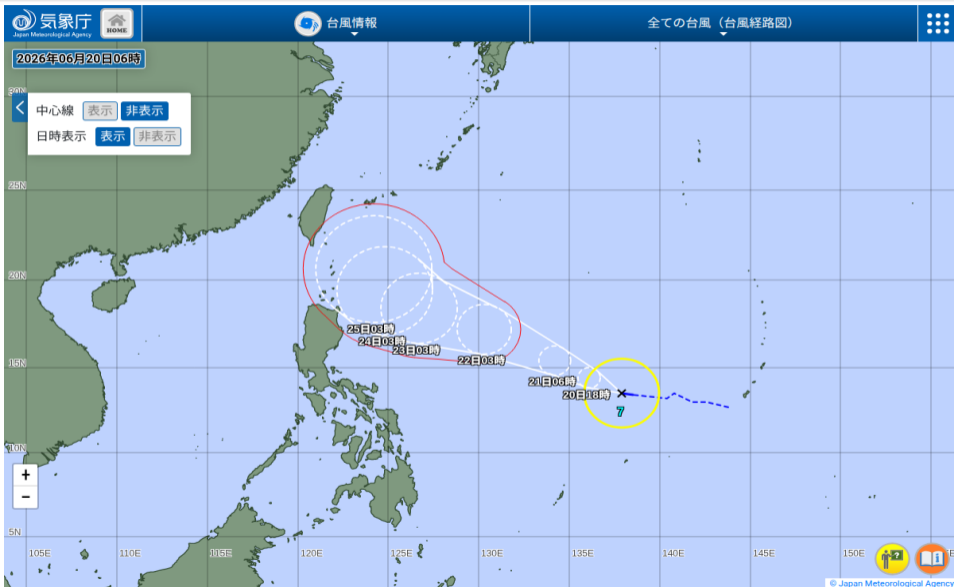 気象庁
Japan Meteorological Agency
HOME
台風情報
全ての台風（台風経路図）
2026年06月20日06時
30N
中心線 表示 非表示
日時表示 表示 非表示
25N
20N
25日03時
24日03時
23日03時
22日03時
15N
21日06時
20日18時
7
10N
+
−
5N
105E 110E 115E 120E 125E 130E 135E 140E 145E 150E
?
i
© Japan Meteorological Agency